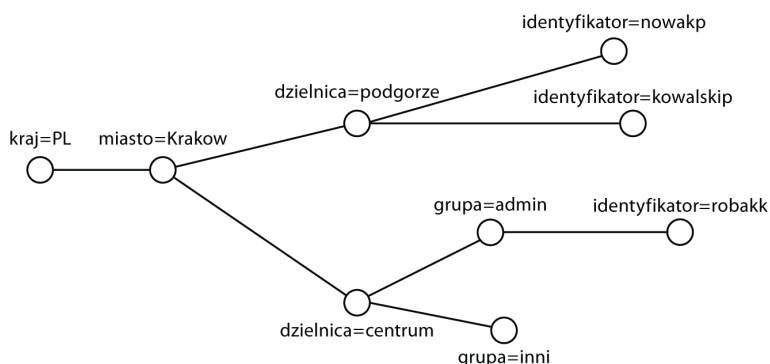 identyfikator=nowakp
dzielnica=podgorze
identyfikator=kowalskip
kraj=PL
miasto=Krakow
grupa=admin
identyfikator=robakk
dzielnica=centrum
grupa=inni